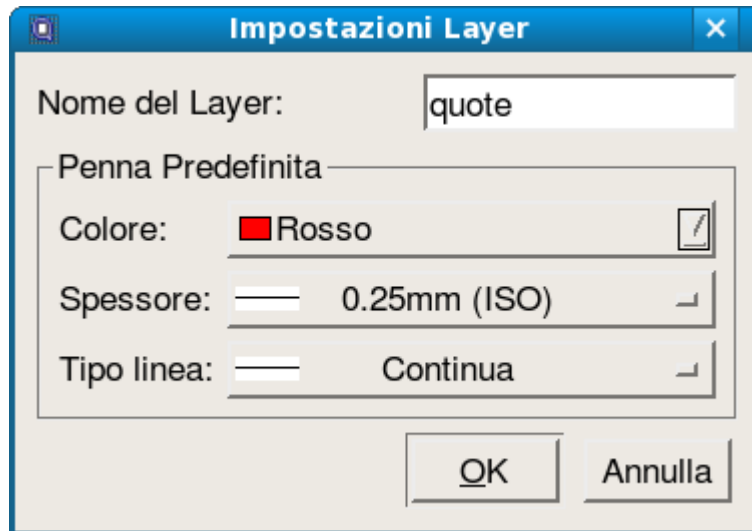 Impostazioni Layer
Nome del Layer: quote
Penna Predefinita
Colore: Rosso
Spessore: 0.25mm (ISO)
Tipo linea: Continua
OK Annulla